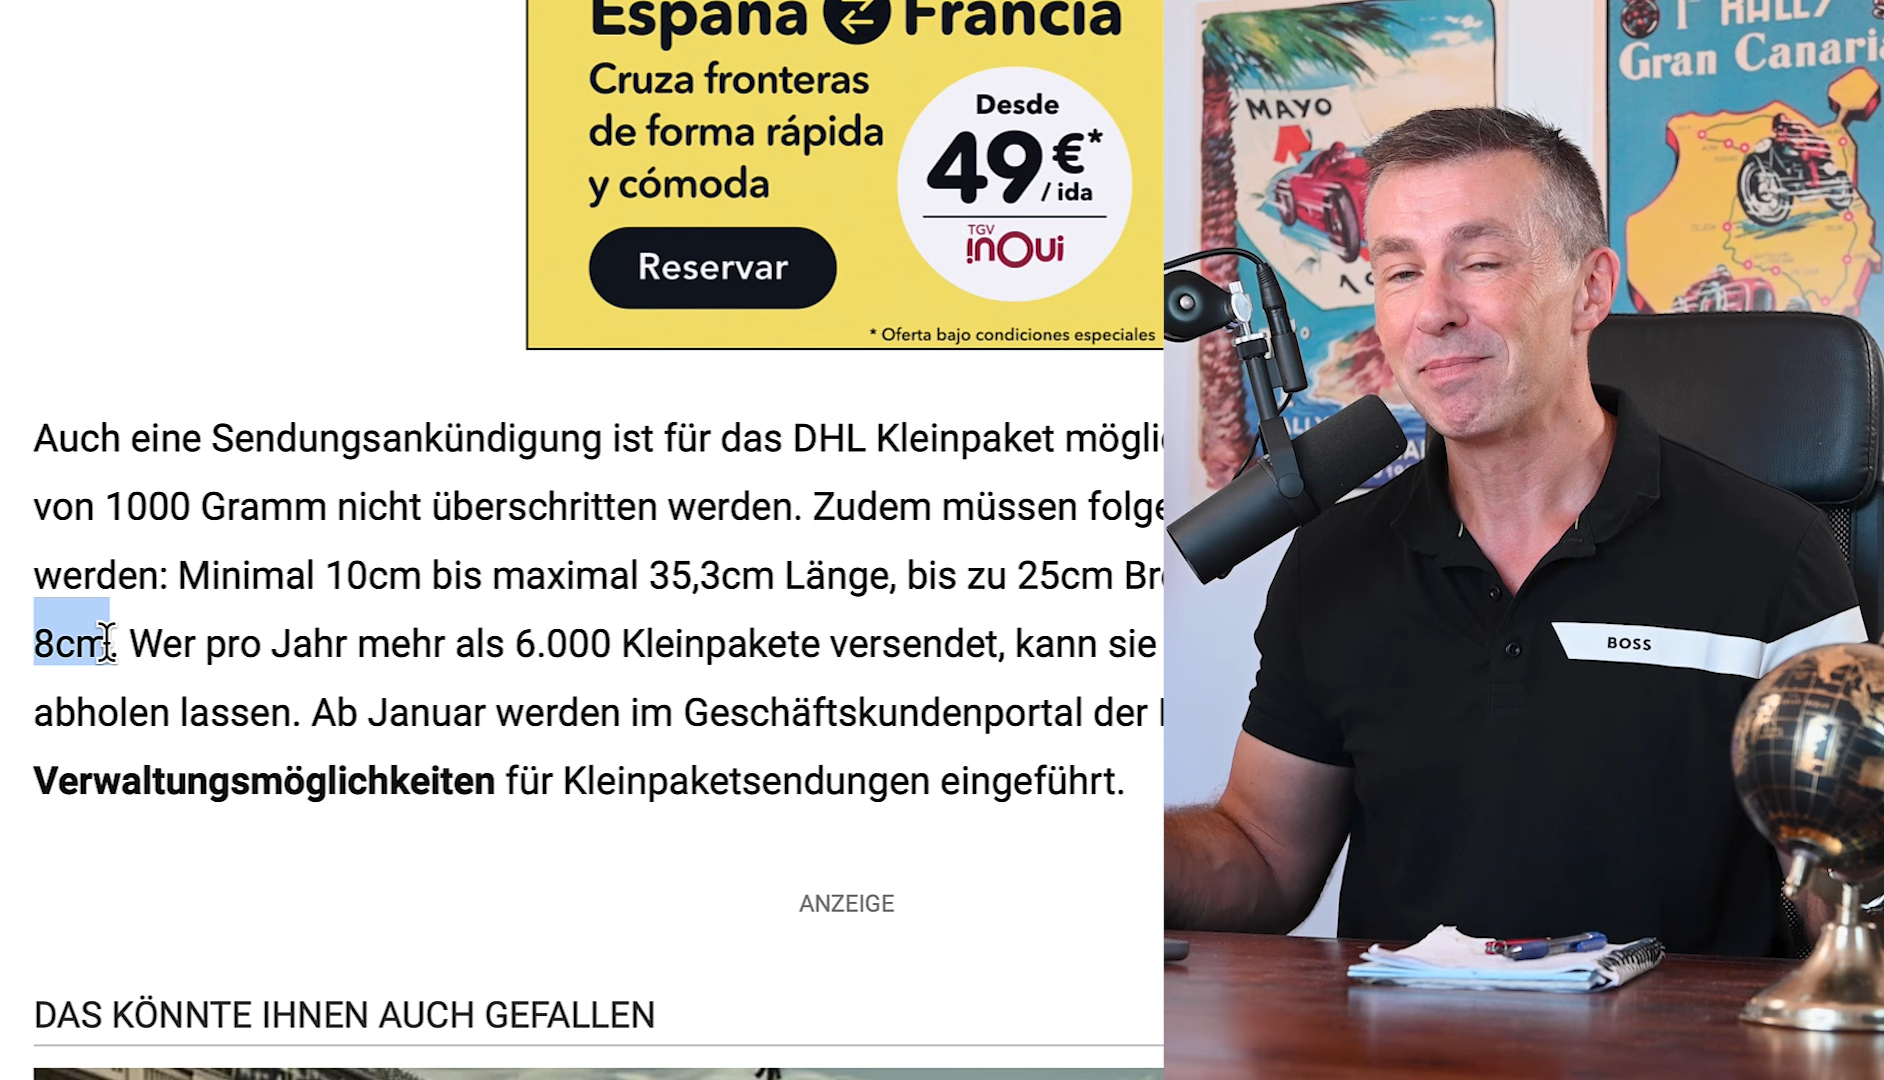 España Francia
Cruza fronteras
de forma rápida
y cómoda
Desde
49€*
/ ida
TGV
inOui
Reservar
* Oferta bajo condiciones especiales
Auch eine Sendungsankündigung ist für das DHL Kleinpaket mögli
von 1000 Gramm nicht überschritten werden. Zudem müssen folge
werden: Minimal 10cm bis maximal 35,3cm Länge, bis zu 25cm Br
8cm. Wer pro Jahr mehr als 6.000 Kleinpakete versendet, kann sie
abholen lassen. Ab Januar werden im Geschäftskundenportal der
Verwaltungsmöglichkeiten für Kleinpaketsendungen eingeführt.
ANZEIGE
DAS KÖNNTE IHNEN AUCH GEFALLEN
MAYO
1º RALLY
Gran Canaria
BOSS